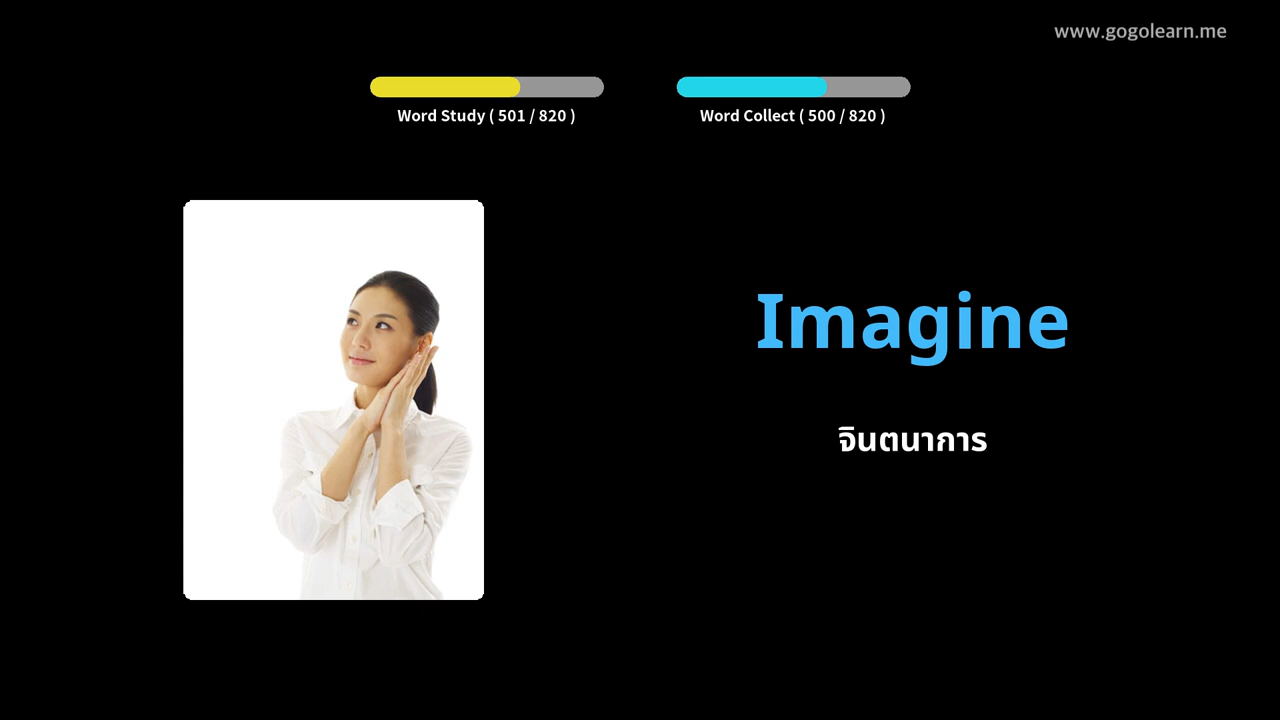 www.gogolearn.me
Word Study ( 501 / 820 )
Word Collect ( 500 / 820 )
Imagine
จินตนาการ